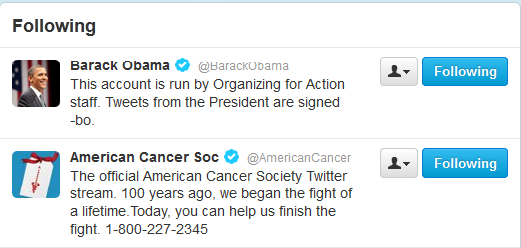 Following
Barack Obama @BarackObama
This account is run by Organizing for Action
staff. Tweets from the President are signed
-bo.
Following
American Cancer Soc @AmericanCancer
The official American Cancer Society Twitter
stream. 100 years ago, we began the fight of
a lifetime.Today, you can help us finish the
fight. 1-800-227-2345
Following